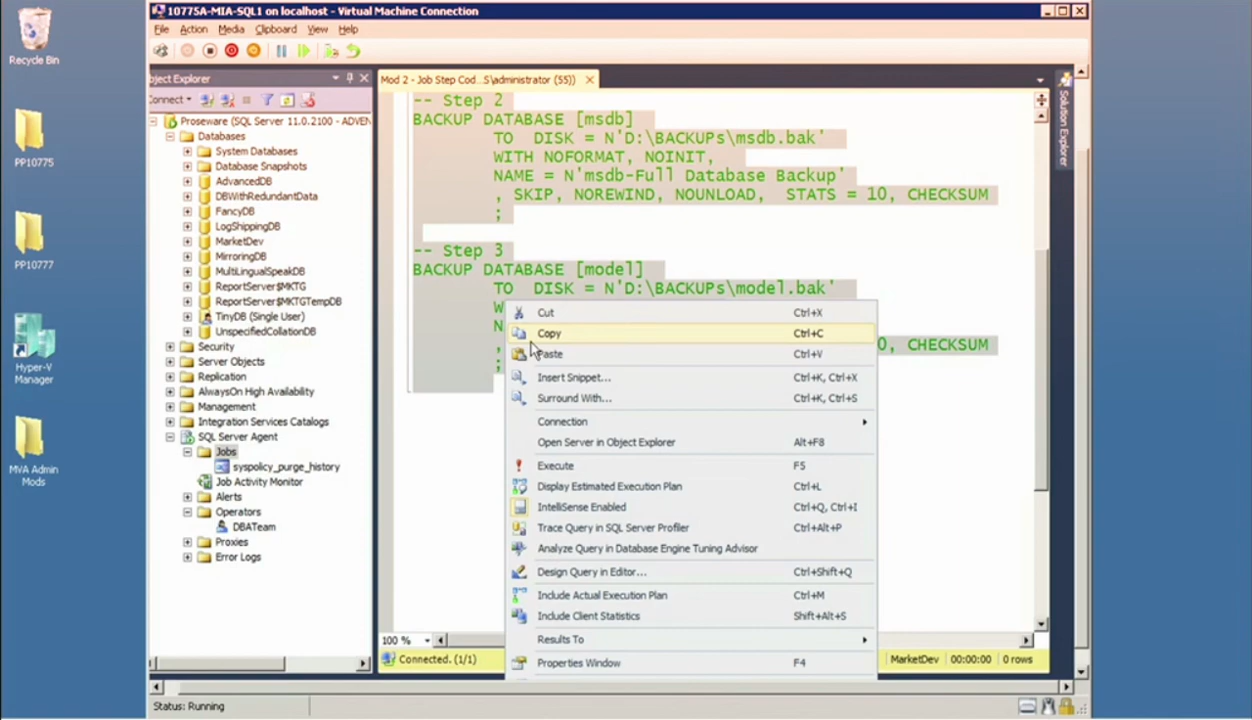 Recycle Bin
PP10775
PP10777
Hyper-V
Manager
MVA Admin
Mods
10775A-MIA-SQL1 on localhost - Virtual Machine Connection
File Action Media Clipboard View Help
bject Explorer
Connect
Proseware (SQL Server 11.0.2100 - ADVEN
Databases
System Databases
Database Snapshots
AdvancedDB
DBWithRedundantData
FancyDB
LogShippingDB
MarketDev
MirroringDB
MultiLingualSpeakDB
ReportServer$MKTG
ReportServer$MKTGTempDB
TinyDB (Single User)
UnspecifiedCollationDB
Security
Server Objects
Replication
AlwaysOn High Availability
Management
Integration Services Catalogs
SQL Server Agent
Jobs
syspolicy_purge_history
Job Activity Monitor
Alerts
Operators
DBATeam
Proxies
Error Logs
Mod 2 - Job Step Cod...S\administrator (55))
-- Step 2
BACKUP DATABASE [msdb]
TO DISK = N'D:\BACKUPs\msdb.bak'
WITH NOFORMAT, NOINIT,
NAME = N'msdb-Full Database Backup'
, SKIP, NOREWIND, NOUNLOAD, STATS = 10, CHECKSUM
;
-- Step 3
BACKUP DATABASE [model]
TO DISK = N'D:\BACKUPs\model.bak'
W
N
, 0, CHECKSUM
;
Cut Ctrl+X
Copy Ctrl+C
Paste Ctrl+V
Insert Snippet... Ctrl+K, Ctrl+X
Surround With... Ctrl+K, Ctrl+S
Connection
Open Server in Object Explorer Alt+F8
Execute F5
Display Estimated Execution Plan Ctrl+L
IntelliSense Enabled Ctrl+Q, Ctrl+I
Trace Query in SQL Server Profiler Ctrl+Alt+P
Analyze Query in Database Engine Tuning Advisor
Design Query in Editor... Ctrl+Shift+Q
Include Actual Execution Plan Ctrl+M
Include Client Statistics Shift+Alt+S
Results To
Properties Window F4
Solution Explorer
100 %
Connected. (1/1) MarketDev 00:00:00 0 rows
Status: Running